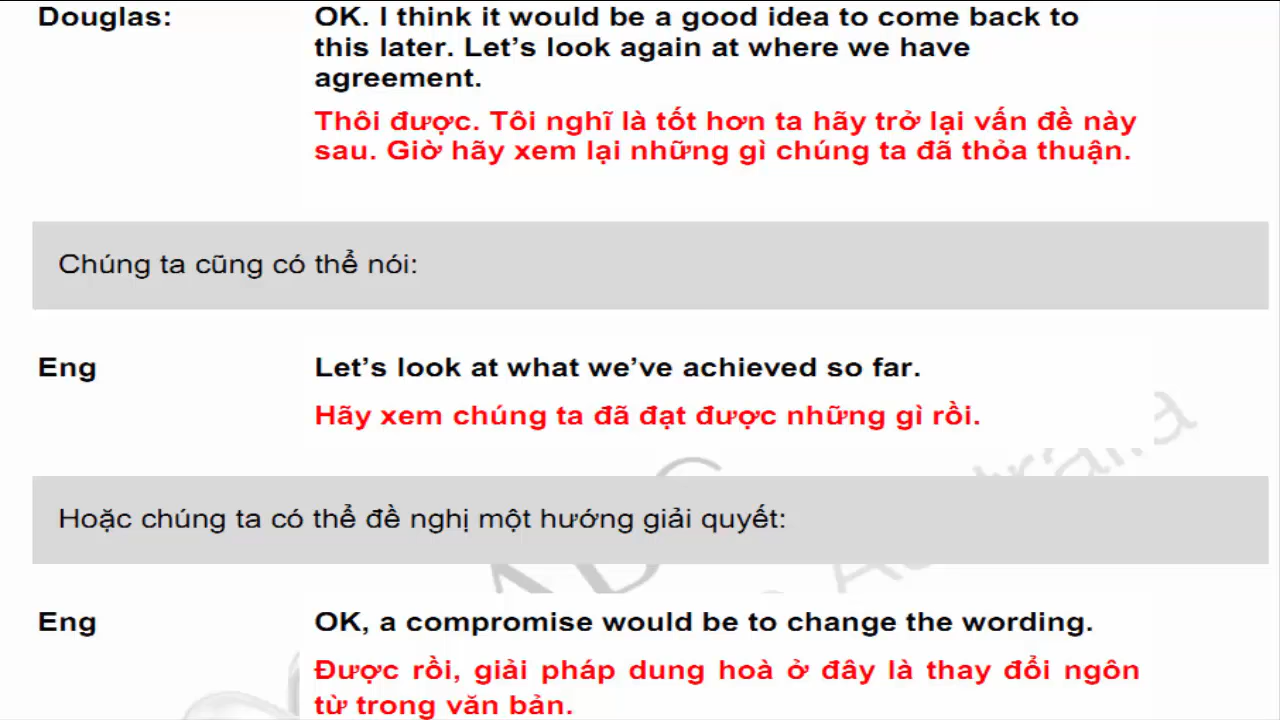 Douglas: OK. I think it would be a good idea to come back to
this later. Let’s look again at where we have
agreement.
Thôi được. Tôi nghĩ là tốt hơn ta hãy trở lại vấn đề này
sau. Giờ hãy xem lại những gì chúng ta đã thỏa thuận.
Chúng ta cũng có thể nói:
Eng Let’s look at what we’ve achieved so far.
Hãy xem chúng ta đã đạt được những gì rồi.
Hoặc chúng ta có thể đề nghị một hướng giải quyết:
Eng OK, a compromise would be to change the wording.
Được rồi, giải pháp dung hoà ở đây là thay đổi ngôn
từ trong văn bản.